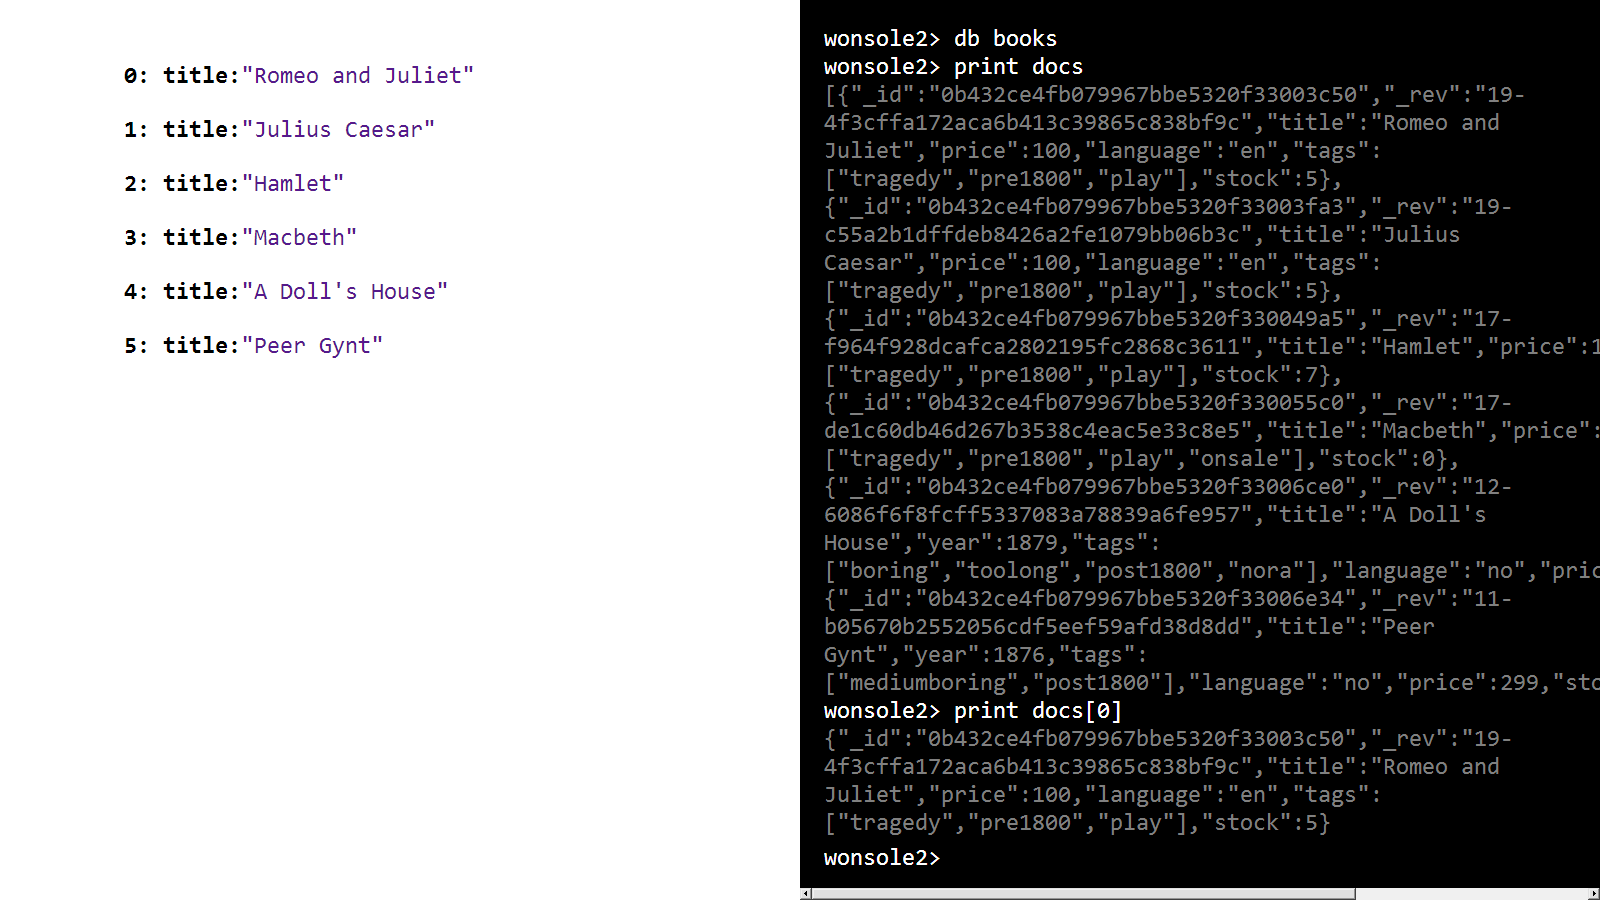 0: title:"Romeo and Juliet"
1: title:"Julius Caesar"
2: title:"Hamlet"
3: title:"Macbeth"
4: title:"A Doll's House"
5: title:"Peer Gynt"
wonsole2> db books
wonsole2> print docs
[{"_id":"0b432ce4fb079967bbe5320f33003c50","_rev":"19-
4f3cffa172aca6b413c39865c838bf9c","title":"Romeo and
Juliet","price":100,"language":"en","tags":
["tragedy","pre1800","play"],"stock":5},
{"_id":"0b432ce4fb079967bbe5320f33003fa3","_rev":"19-
c55a2b1dffdeb8426a2fe1079bb06b3c","title":"Julius
Caesar","price":100,"language":"en","tags":
["tragedy","pre1800","play"],"stock":5},
{"_id":"0b432ce4fb079967bbe5320f330049a5","_rev":"17-
f964f928dcafca2802195fc2868c3611","title":"Hamlet","price":1
["tragedy","pre1800","play"],"stock":7},
{"_id":"0b432ce4fb079967bbe5320f330055c0","_rev":"17-
de1c60db46d267b3538c4eac5e33c8e5","title":"Macbeth","price":
["tragedy","pre1800","play","onsale"],"stock":0},
{"_id":"0b432ce4fb079967bbe5320f33006ce0","_rev":"12-
6086f6f8fcff5337083a78839a6fe957","title":"A Doll's
House","year":1879,"tags":
["boring","toolong","post1800","nora"],"language":"no","pric
{"_id":"0b432ce4fb079967bbe5320f33006e34","_rev":"11-
b05670b2552056cdf5eef59afd38d8dd","title":"Peer
Gynt","year":1876,"tags":
["mediumboring","post1800"],"language":"no","price":299,"sto
wonsole2> print docs[0]
{"_id":"0b432ce4fb079967bbe5320f33003c50","_rev":"19-
4f3cffa172aca6b413c39865c838bf9c","title":"Romeo and
Juliet","price":100,"language":"en","tags":
["tragedy","pre1800","play"],"stock":5}
wonsole2>